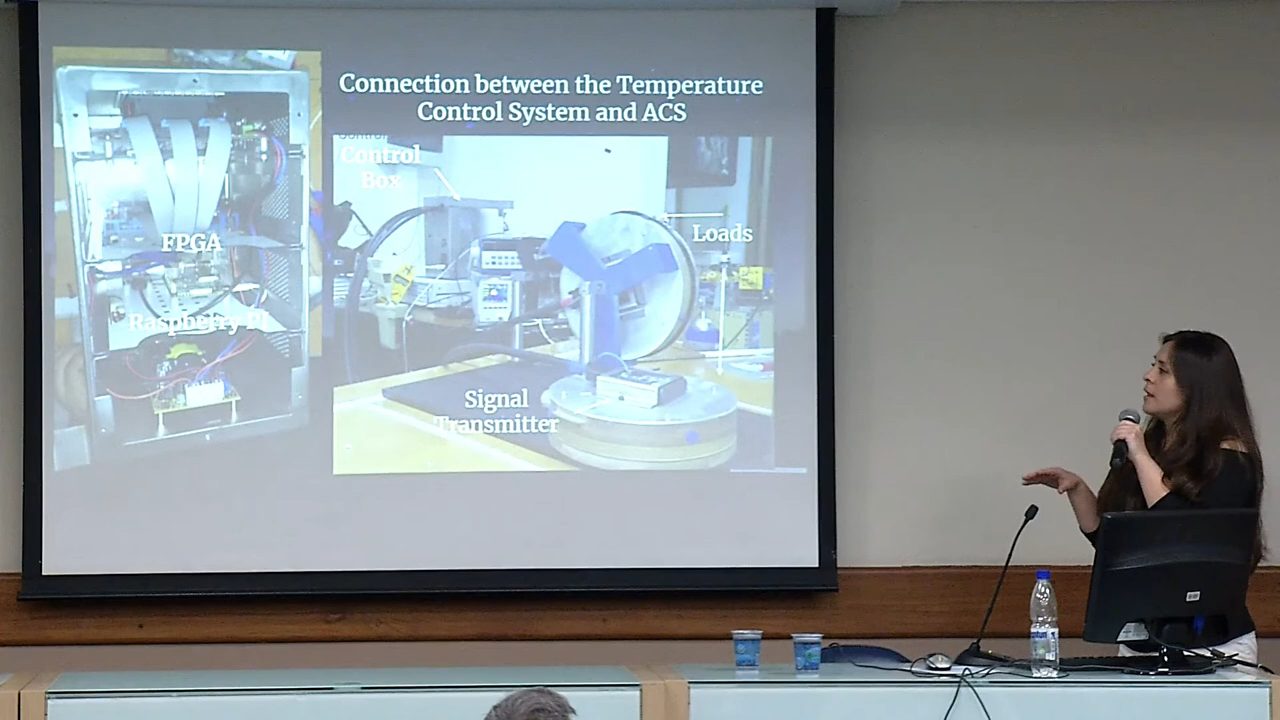 Connection between the Temperature
Control System and ACS
Control
Box
Loads
FPGA
Raspberry PI
Signal
Transmitter